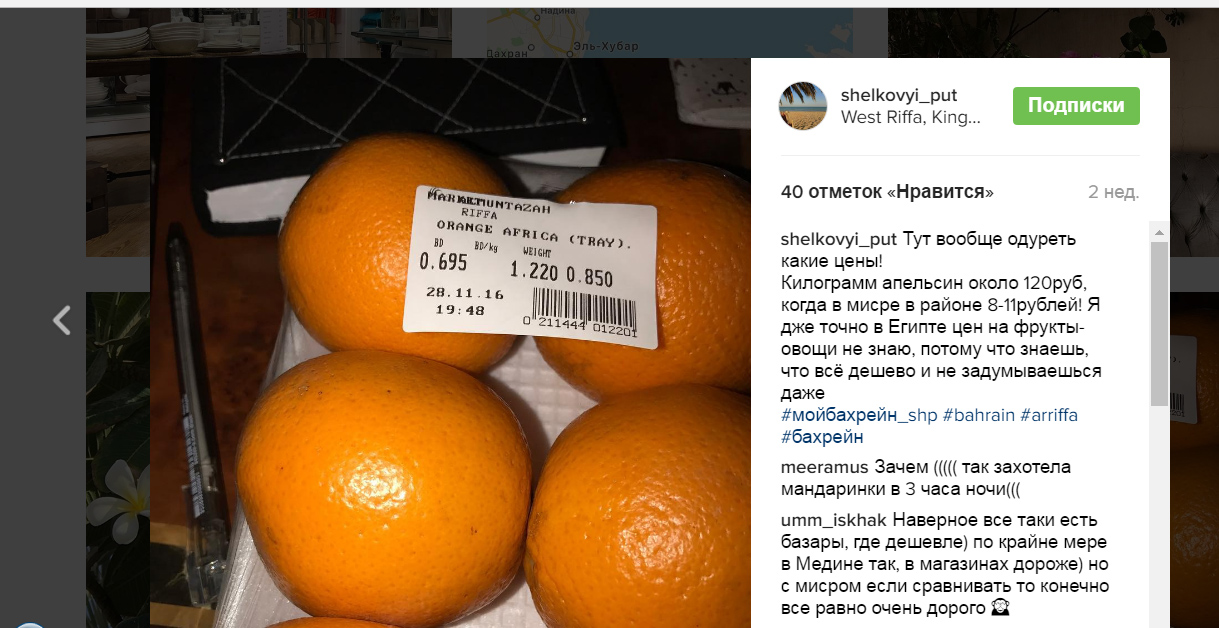 Надина
Дахран
Эль-Хубар
MARKET
MUNTAZAH
RIFFA
ORANGE AFRICA (TRAY).
BD BD/kg WEIGHT
0.695 1.220 0.850
28.11.16
19:48
0 211444 012201
shelkovyi_put
West Riffa, King...
Подписки
40 отметок «Нравится»
2 нед.
shelkovyi_put Тут вообще одуреть
какие цены!
Килограмм апельсин около 120руб,
когда в мисре в районе 8-11рублей! Я
дже точно в Египте цен на фрукты-
овощи не знаю, потому что знаешь,
что всё дешево и не задумываешься
даже
#мойбахрейн_shp #bahrain #arriffa
#бахрейн
meeramus Зачем ((((( так захотела
мандаринки в 3 часа ночи(((
umm_iskhak Наверное все таки есть
базары, где дешевле) по крайне мере
в Медине так, в магазинах дороже) но
с мисром если сравнивать то конечно
все равно очень дорого